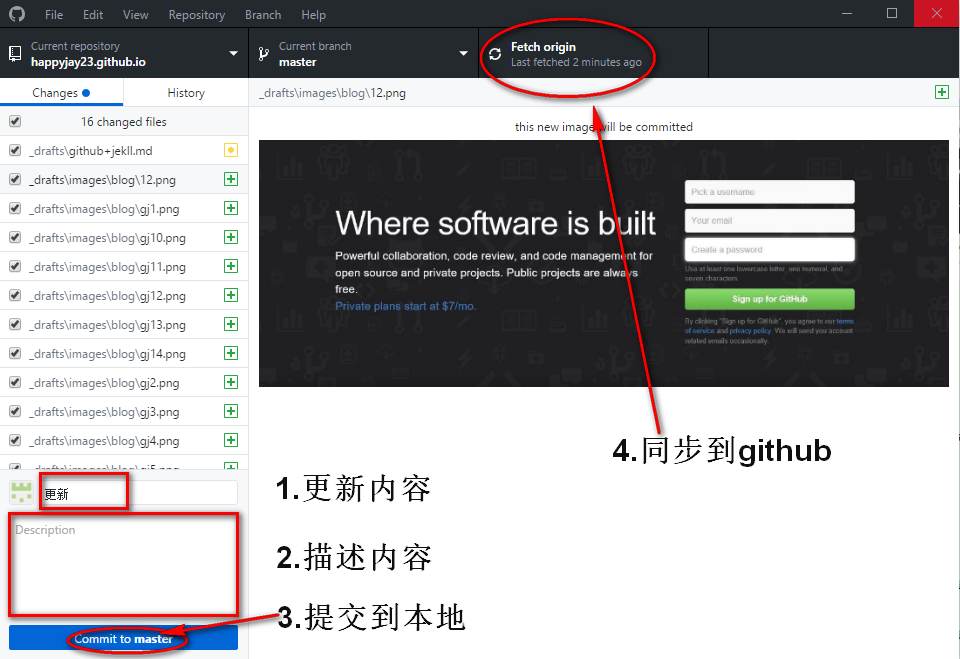 File Edit View Repository Branch Help
Current repository
happyjay23.github.io
Current branch
master
Fetch origin
Last fetched 2 minutes ago
Changes
History
_drafts\images\blog\12.png
16 changed files
_drafts\github+jekll.md
_drafts\images\blog\12.png
_drafts\images\blog\gj1.png
_drafts\images\blog\gj10.png
_drafts\images\blog\gj11.png
_drafts\images\blog\gj12.png
_drafts\images\blog\gj13.png
_drafts\images\blog\gj14.png
_drafts\images\blog\gj2.png
_drafts\images\blog\gj3.png
_drafts\images\blog\gj4.png
_drafts\images\blog\gj5.png
更新
Description
Commit to master
this new image will be committed
Where software is built
Powerful collaboration, code review, and code management for
open source and private projects. Public projects are always
free.
Private plans start at $7/mo.
Pick a username
Your email
Create a password
Use at least one lowercase letter, one numeral, and
seven characters.
Sign up for GitHub
By clicking "Sign up for GitHub", you agree to our terms
of service and privacy policy. We will send you account
related emails occasionally.
4.同步到github
1.更新内容
2.描述内容
3.提交到本地